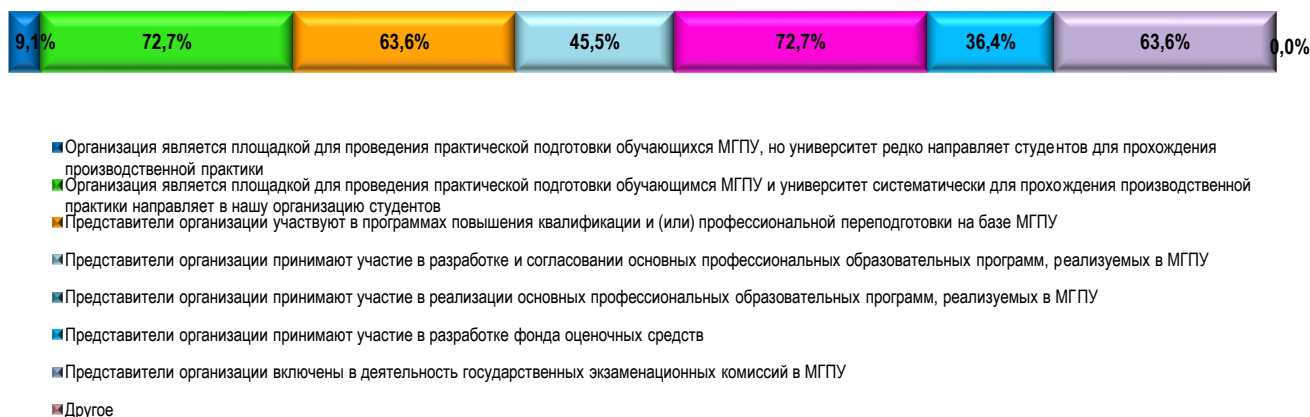 9,1% 72,7% 63,6% 45,5% 72,7% 36,4% 63,6% 0,0%
Организация является площадкой для проведения практической подготовки обучающихся МГПУ, но университет редко направляет студентов для прохождения
производственной практики
Организация является площадкой для проведения практической подготовки обучающимся МГПУ и университет систематически для прохождения производственной
практики направляет в нашу организацию студентов
Представители организации участвуют в программах повышения квалификации и (или) профессиональной переподготовки на базе МГПУ
Представители организации принимают участие в разработке и согласовании основных профессиональных образовательных программ, реализуемых в МГПУ
Представители организации принимают участие в реализации основных профессиональных образовательных программ, реализуемых в МГПУ
Представители организации принимают участие в разработке фонда оценочных средств
Представители организации включены в деятельность государственных экзаменационных комиссий в МГПУ
Другое